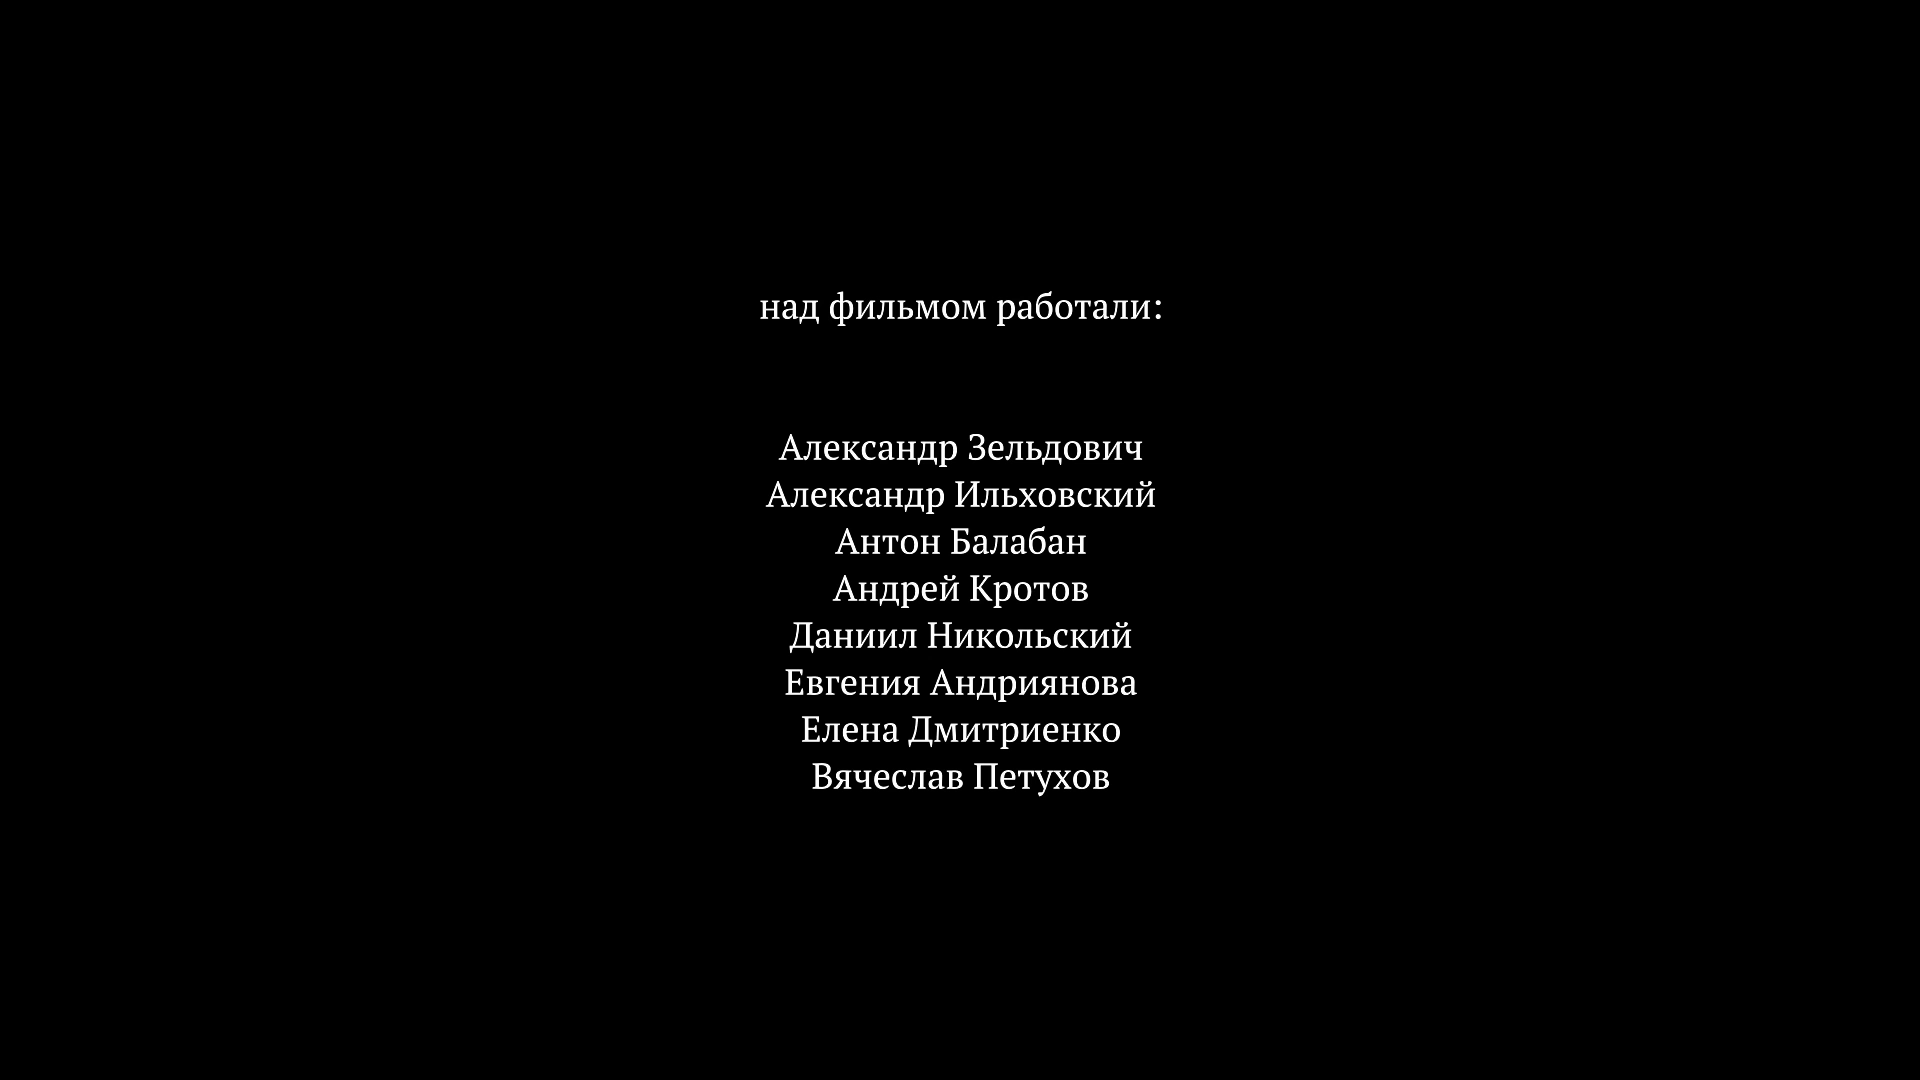 над фильмом работали:
Александр Зельдович
Александр Ильховский
Антон Балабан
Андрей Кротов
Даниил Никольский
Евгения Андриянова
Елена Дмитриенко
Вячеслав Петухов